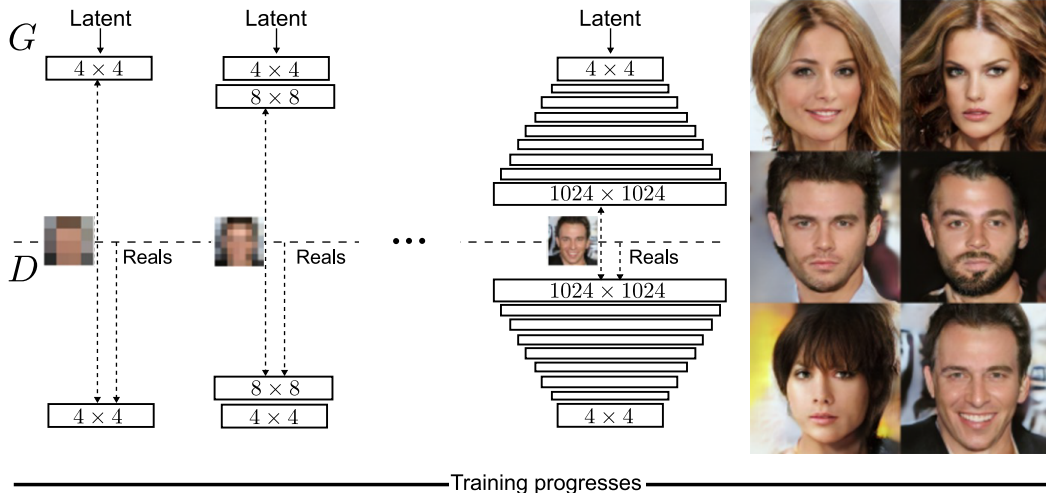 G
Latent
Latent
Latent
4 × 4
4 × 4
4 × 4
8 × 8
1024 × 1024
Reals
Reals
Reals
D
1024 × 1024
8 × 8
4 × 4
4 × 4
4 × 4
...
Training progresses